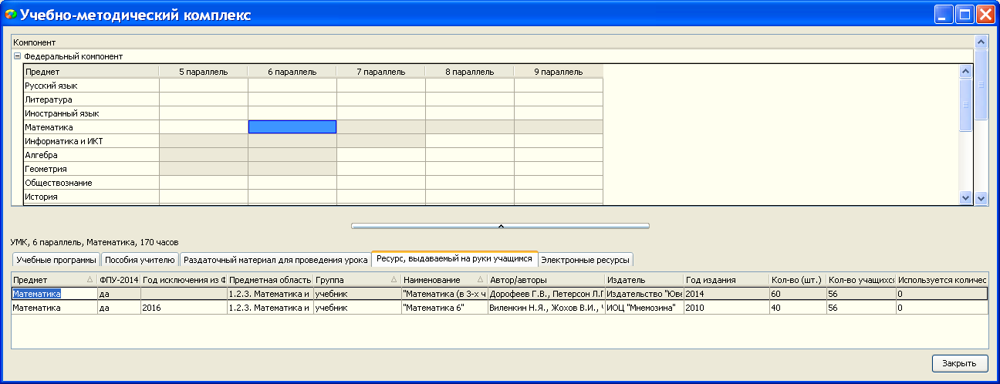 Учебно-методический комплекс
Компонент
Федеральный компонент
Предмет 5 параллель 6 параллель 7 параллель 8 параллель 9 параллель
Русский язык
Литература
Иностранный язык
Математика
Информатика и ИКТ
Алгебра
Геометрия
Обществознание
История
УМК, 6 параллель, Математика, 170 часов
Учебные программы Пособия учителю Раздаточный материал для проведения урока Ресурс, выдаваемый на руки учащимся Электронные ресурсы
Предмет ФПУ-2014 Год исключения из Ф Предметная область Группа Наименование Автор/авторы Издатель Год издания Кол-во (шт.) Кол-во учащихся Используется количес
Математика да 1.2.3. Математика и учебник "Математика (в 3-х ч Дорофеев Г.В., Петерсон Л.Г Издательство "Юве 2014 60 56 0
Математика да 2016 1.2.3. Математика и учебник "Математика 6" Виленкин Н.Я., Жохов В.И., Ч ИОЦ "Мнемозина" 2010 40 56 0
Закрыть